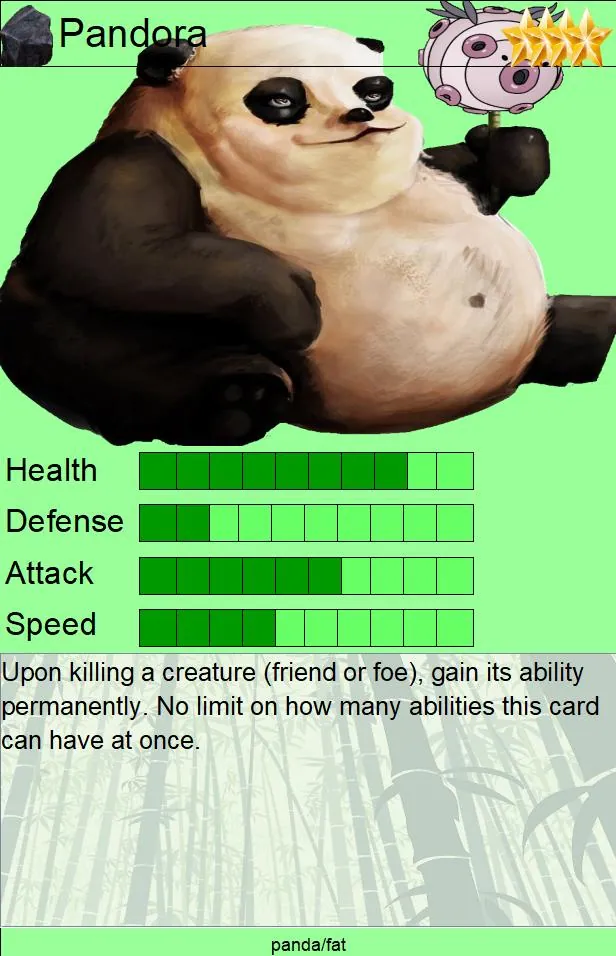 Pandora
Health
Defense
Attack
Speed
Upon killing a creature (friend or foe), gain its ability
permanently. No limit on how many abilities this card
can have at once.
panda/fat